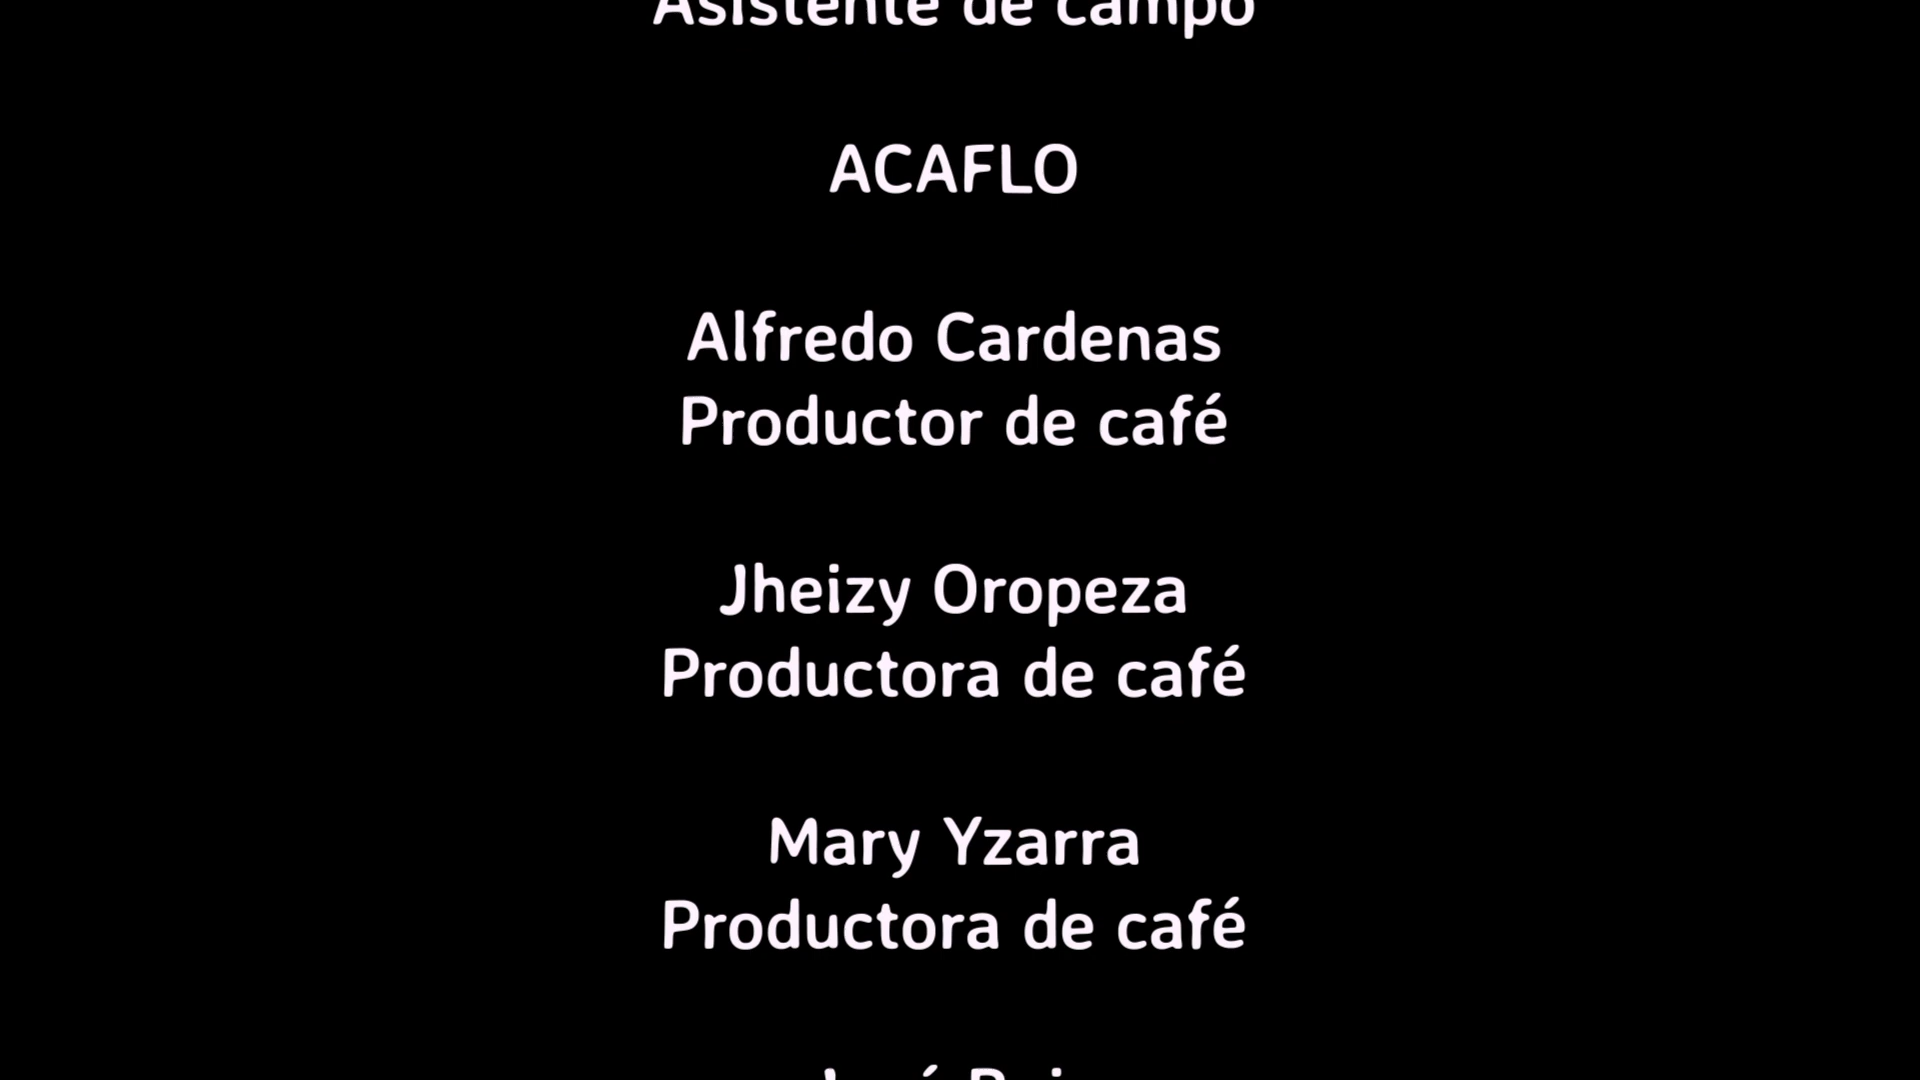 Asistente de campo
ACAFLO
Alfredo Cardenas
Productor de café
Jheizy Oropeza
Productora de café
Mary Yzarra
Productora de café